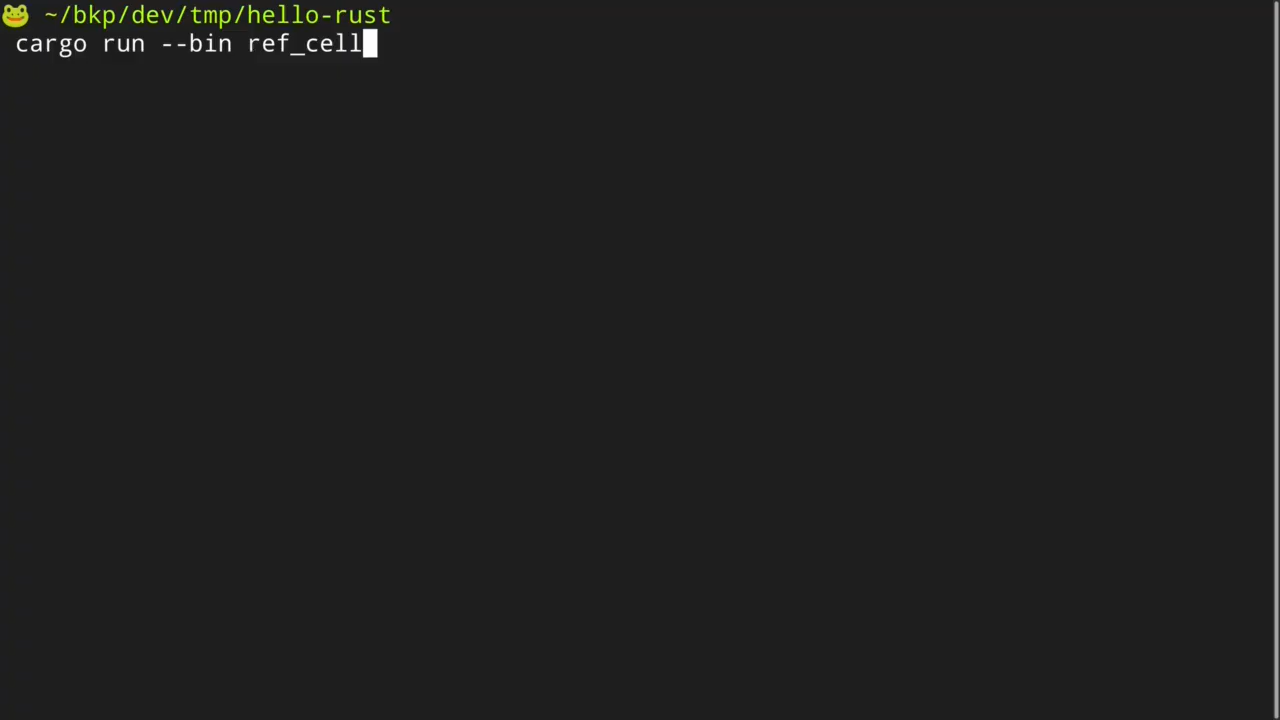 🐸 ~/bkp/dev/tmp/hello-rust
cargo run --bin ref_cell